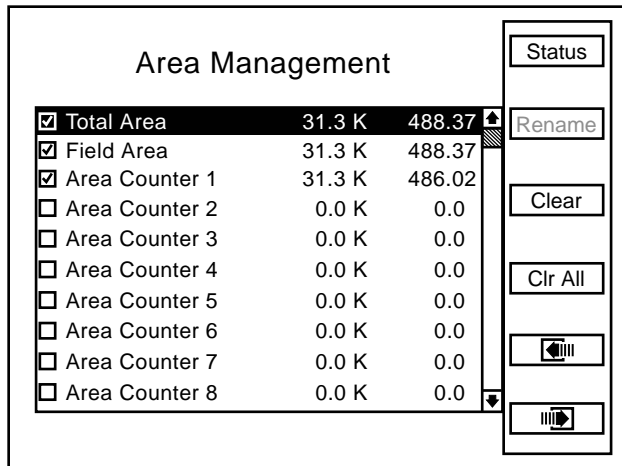 Area Management
Total Area 31.3 K 488.37
Field Area 31.3 K 488.37
Area Counter 1 31.3 K 486.02
Area Counter 2 0.0 K 0.0
Area Counter 3 0.0 K 0.0
Area Counter 4 0.0 K 0.0
Area Counter 5 0.0 K 0.0
Area Counter 6 0.0 K 0.0
Area Counter 7 0.0 K 0.0
Area Counter 8 0.0 K 0.0
Status
Rename
Clear
Clr All